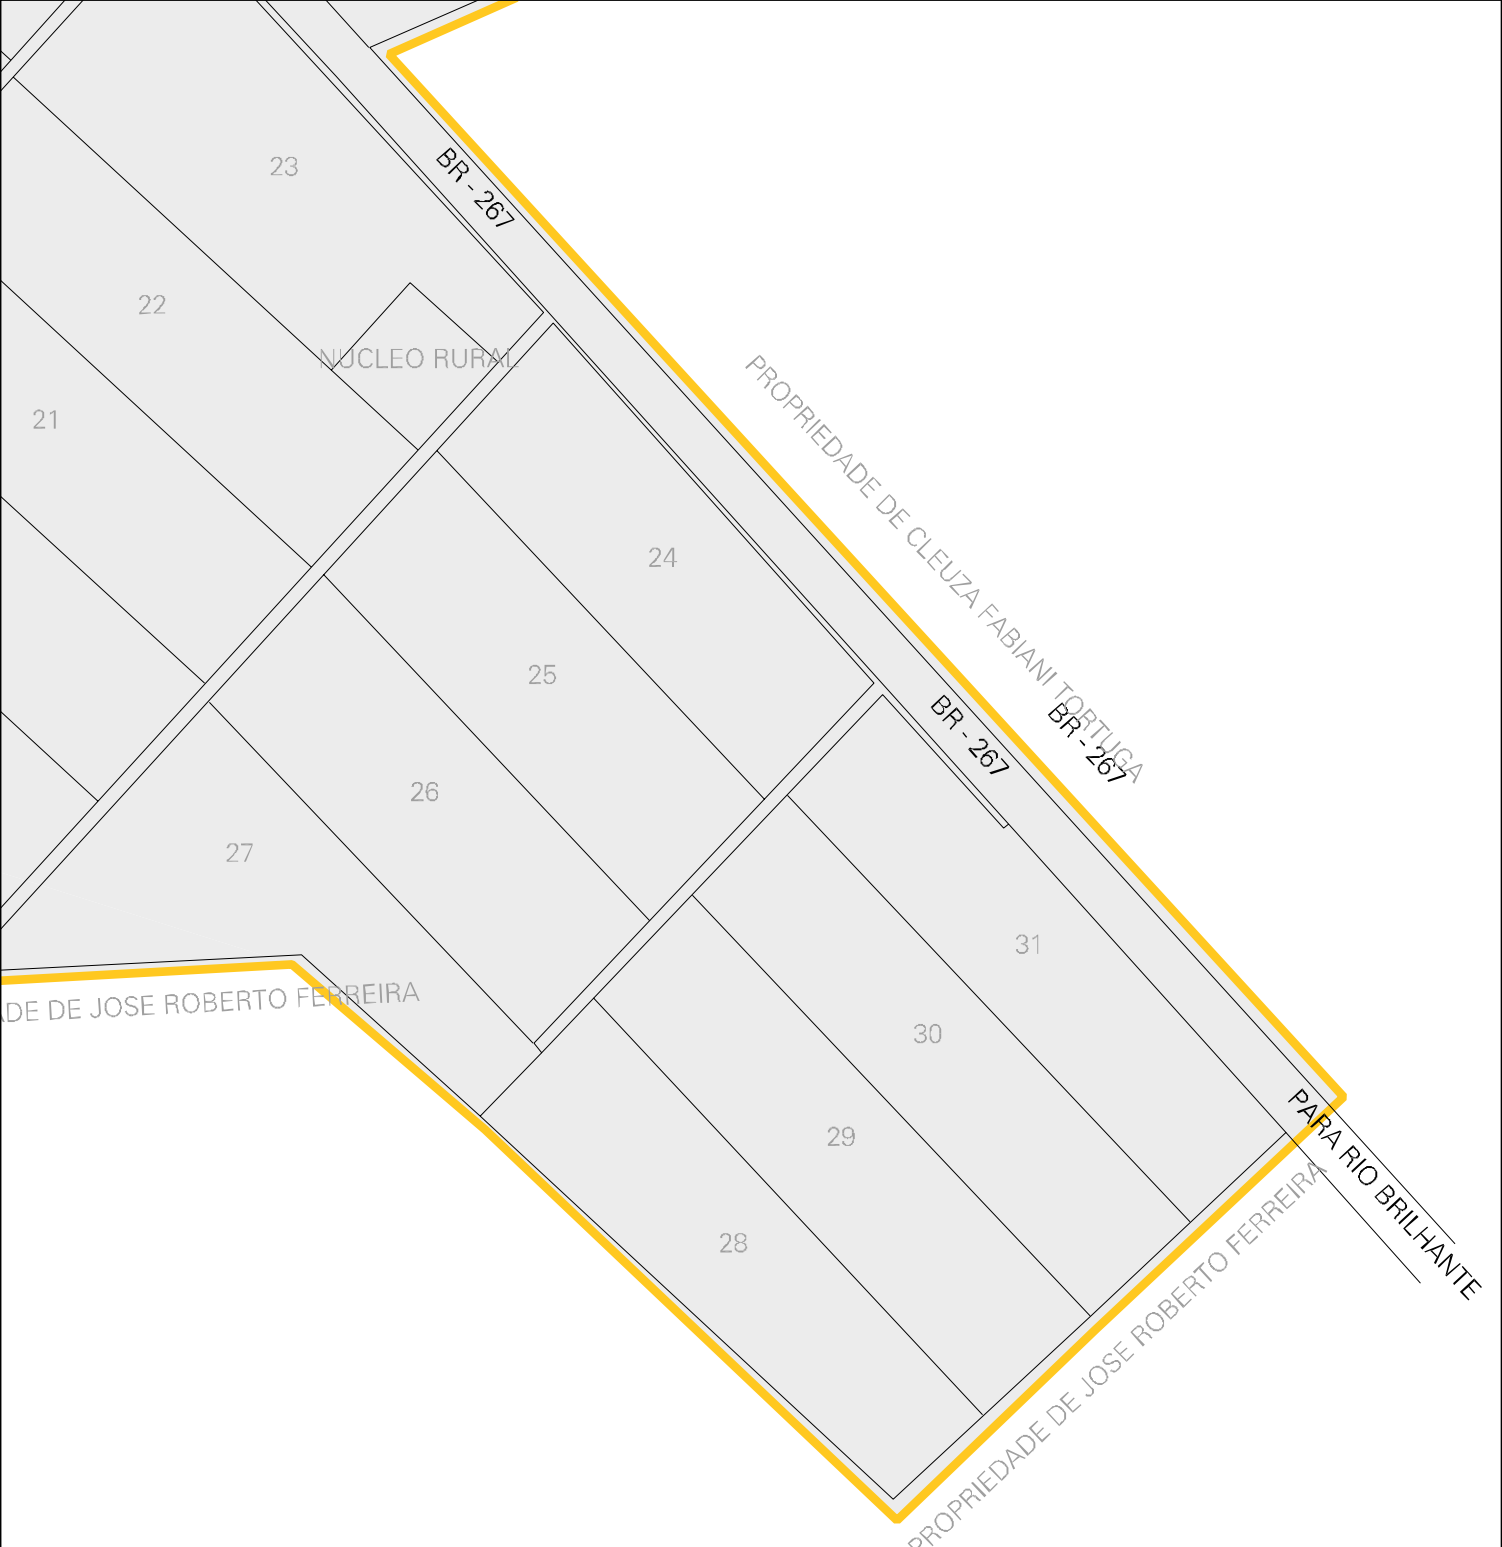 23
BR - 267
22
NUCLEO RURAL
21
PROPRIEDADE DE CLEUZA FABIANI TORTUGA
24
25
BR - 267
BR - 267
26
27
31
ADE DE JOSE ROBERTO FERREIRA
30
PARA RIO BRILHANTE
29
28
PROPRIEDADE DE JOSE ROBERTO FERREIRA